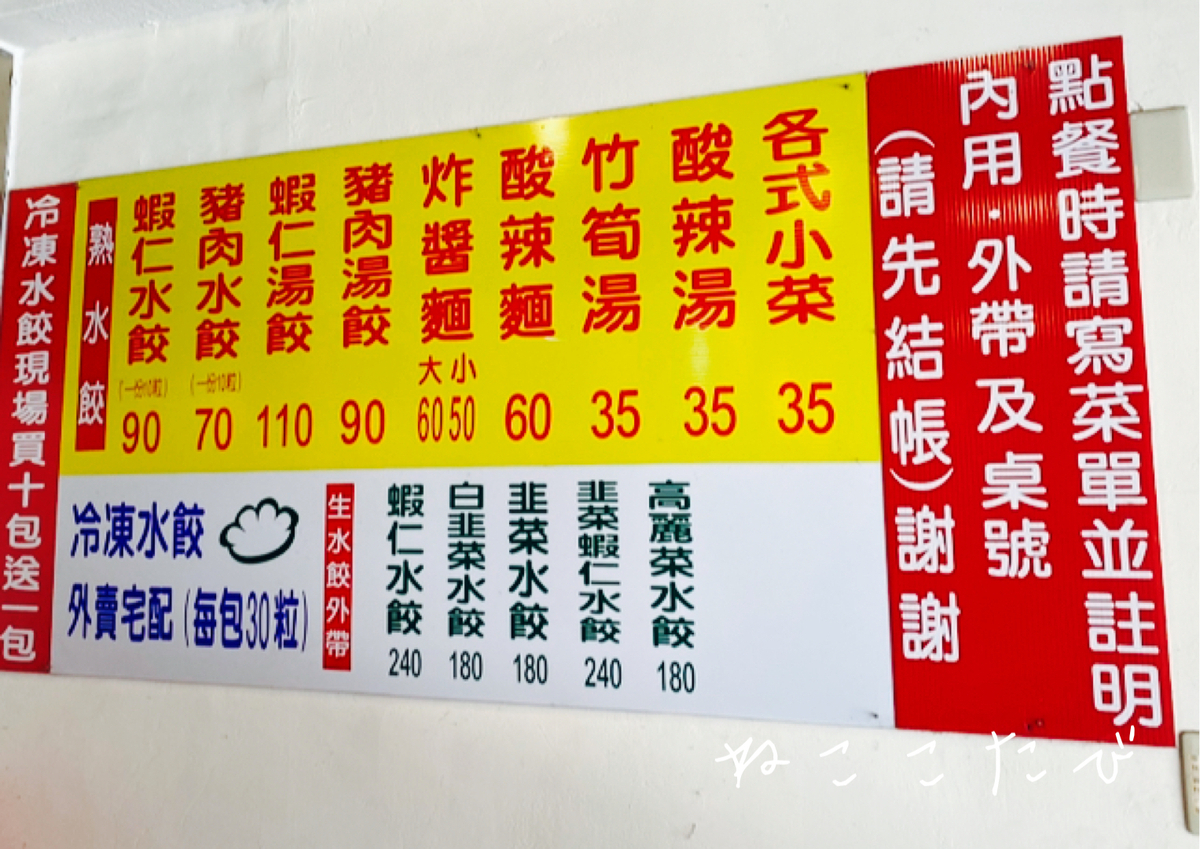 點餐時請寫菜單並註明
內用・外帶及桌號
(請先結帳)謝謝
各式小菜 35
酸辣湯 35
竹筍湯 35
酸辣麵 60
炸醬麵 大60 小50
豬肉湯餃 90
蝦仁湯餃 110
豬肉水餃 (一份10粒) 70
蝦仁水餃 (一份10粒) 90
熟水餃
冷凍水餃現場買十包送一包
冷凍水餃
外賣宅配(每包30粒)
生水餃外帶
蝦仁水餃 240
白韭菜水餃 180
韭菜水餃 180
韭菜蝦仁水餃 240
高麗菜水餃 180
ねここたび